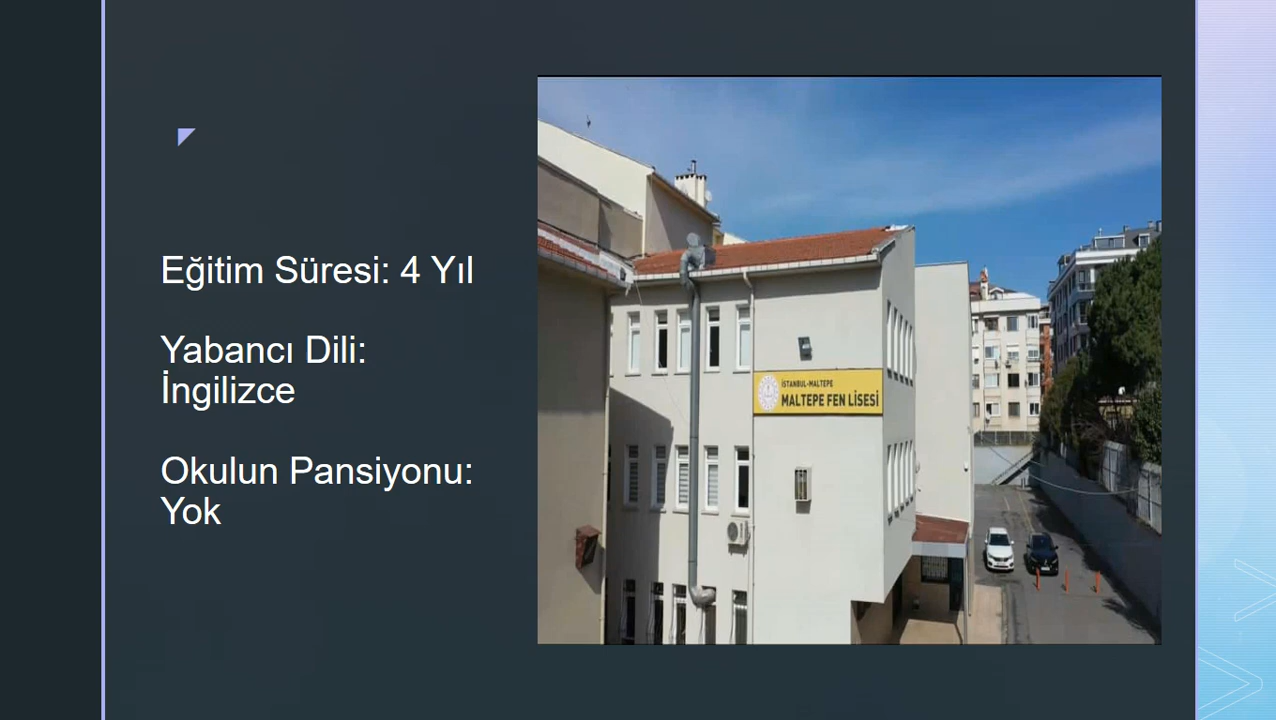 Eğitim Süresi: 4 Yıl
Yabancı Dili:
İngilizce
Okulun Pansiyonu:
Yok
İSTANBUL-MALTEPE
MALTEPE FEN LİSESİ